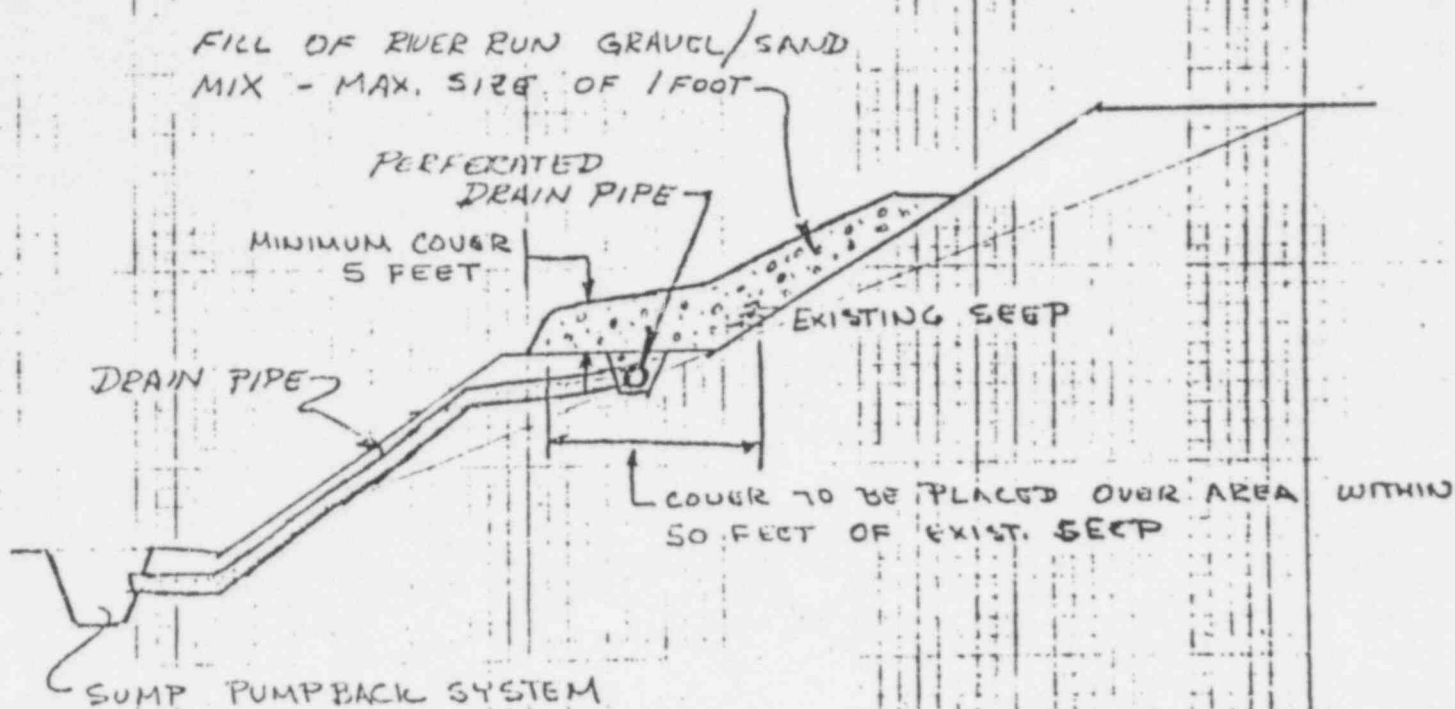 FILL OF RIVER RUN GRAVEL/SAND
MIX - MAX. SIZE OF 1 FOOT
PERFERATED
DRAIN PIPE
MINIMUM COVER
5 FEET
EXISTING SEEP
DRAIN PIPE
COVER TO BE PLACED OVER AREA WITHIN
50 FEET OF EXIST. SEEP
SUMP PUMPBACK SYSTEM